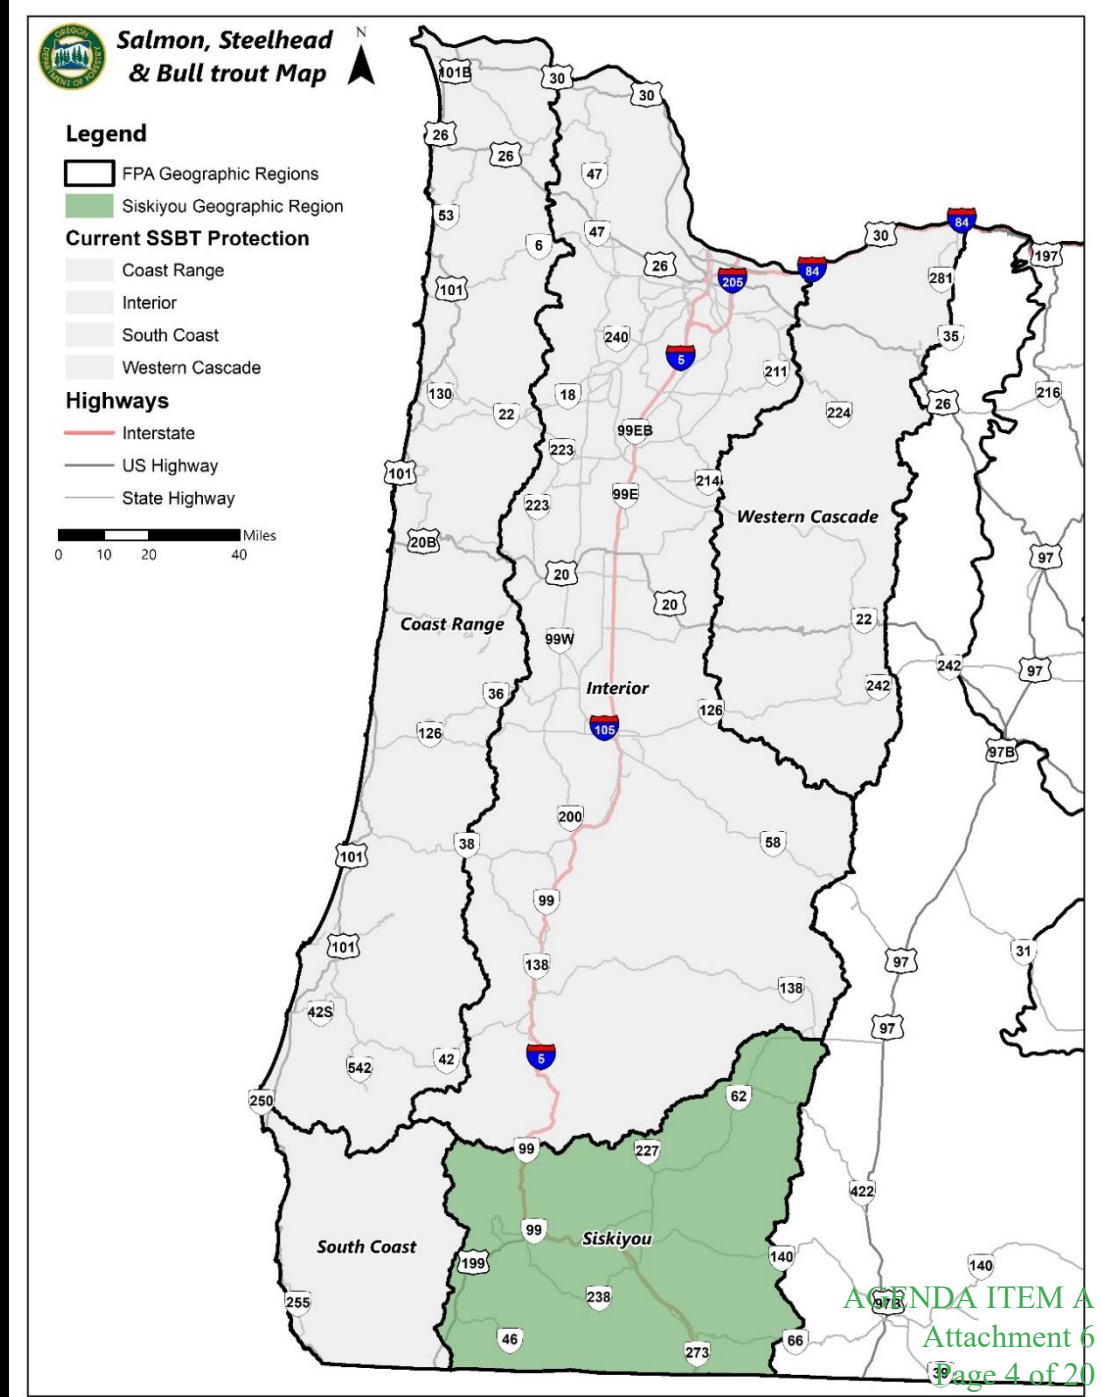 OREGON
DEPARTMENT OF FORESTRY
Salmon, Steelhead
& Bull trout Map
N
Legend
FPA Geographic Regions
Siskiyou Geographic Region
Current SSBT Protection
Coast Range
Interior
South Coast
Western Cascade
Highways
Interstate
US Highway
State Highway
Miles
0 10 20 40
101B
30
30
26
26
47
53
47
6
26
30
84
197
84
205
281
101
240
35
5
211
130
18
22
224
26
216
99EB
223
101
214
99E
223
Western Cascade
20B
97
20
20
Coast Range
22
99W
242
97
36
Interior
242
126
126
105
97B
200
58
38
101
99
101
97
31
138
138
42S
97
5
42
542
62
250
99
227
422
99
Siskiyou
South Coast
199
140
140
238
255
97B
AGENDA ITEM A
46
66
Attachment 6
273
39
Page 4 of 20